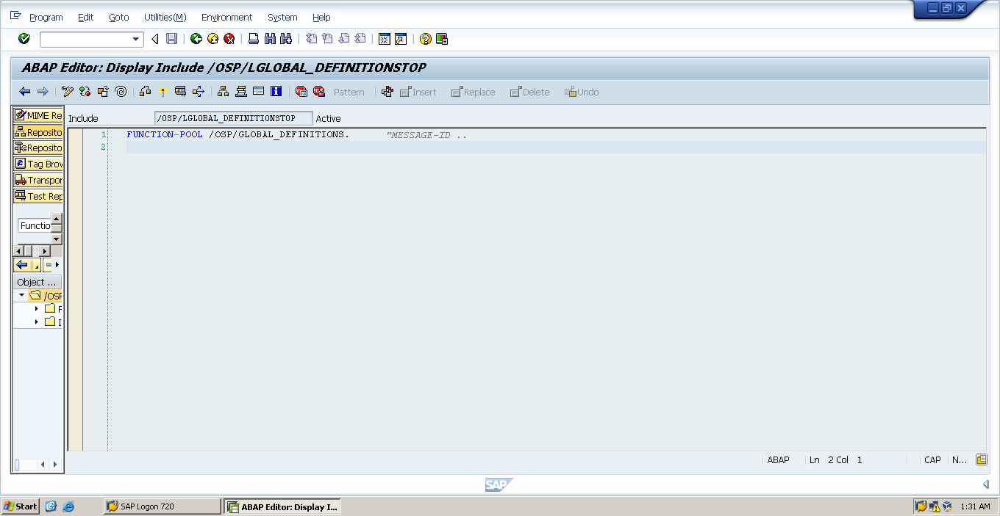 Program Edit Goto Utilities(M) Environment System Help
ABAP Editor: Display Include /OSP/LGLOBAL_DEFINITIONSTOP
Pattern Insert Replace Delete Undo
MIME Re
Reposito
Reposito
Tag Brov
Transpor
Test Rep
Functio
Object ...
/OSP
F
I
Include /OSP/LGLOBAL_DEFINITIONSTOP Active
1 FUNCTION-POOL /OSP/GLOBAL_DEFINITIONS. "MESSAGE-ID ..
2
ABAP Ln 2 Col 1 CAP N...
SAP
Start SAP Logon 720 ABAP Editor: Display I... 1:31 AM